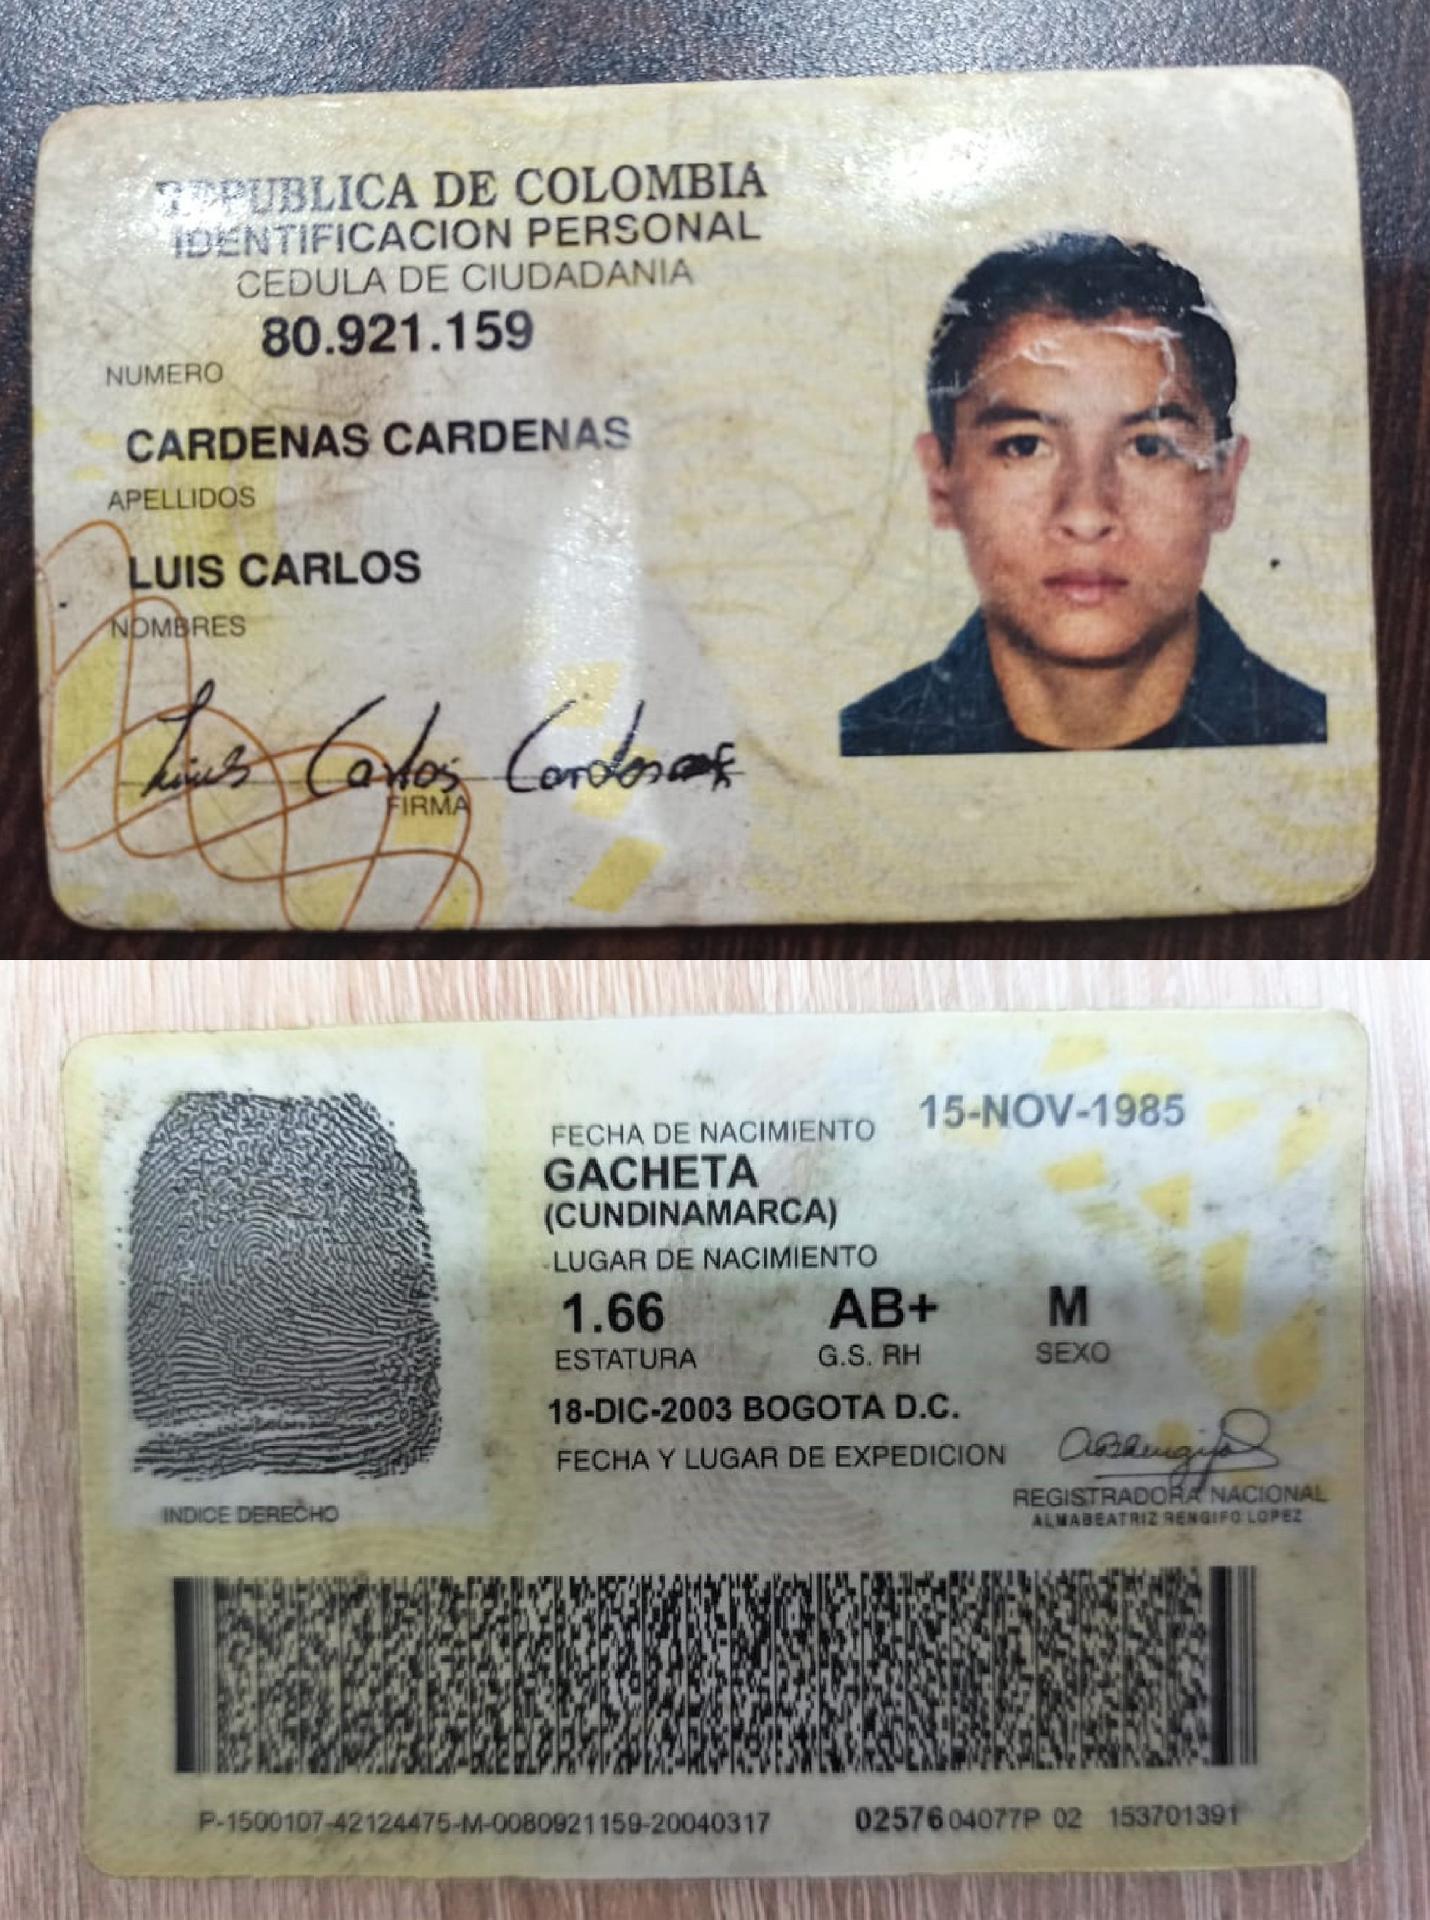 REPUBLICA DE COLOMBIA
IDENTIFICACION PERSONAL
CEDULA DE CIUDADANIA
80.921.159
NUMERO
CARDENAS CARDENAS
APELLIDOS
LUIS CARLOS
NOMBRES
Luis Carlos
FIRMA
FECHA DE NACIMIENTO 15-NOV-1985
GACHETA
(CUNDINAMARCA)
LUGAR DE NACIMIENTO
1.66 AB+ M
ESTATURA G.S. RH SEXO
18-DIC-2003 BOGOTA D.C.
FECHA Y LUGAR DE EXPEDICION
REGISTRADORA NACIONAL
ALMABEATRIZ RENGIFO LOPEZ
INDICE DERECHO
P-1500107-42124475-M-0080921159-20040317 02576 04077P 02 153701391